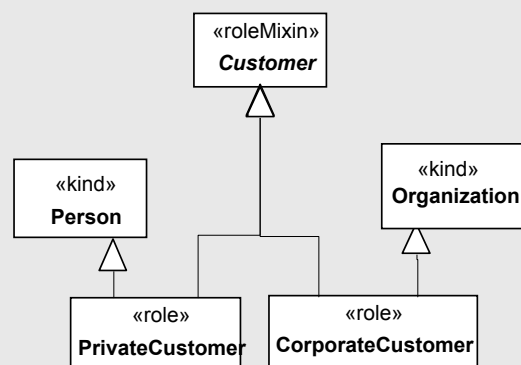 «roleMixin»
Customer
«kind»
Person
«kind»
Organization
«role»
PrivateCustomer
«role»
CorporateCustomer